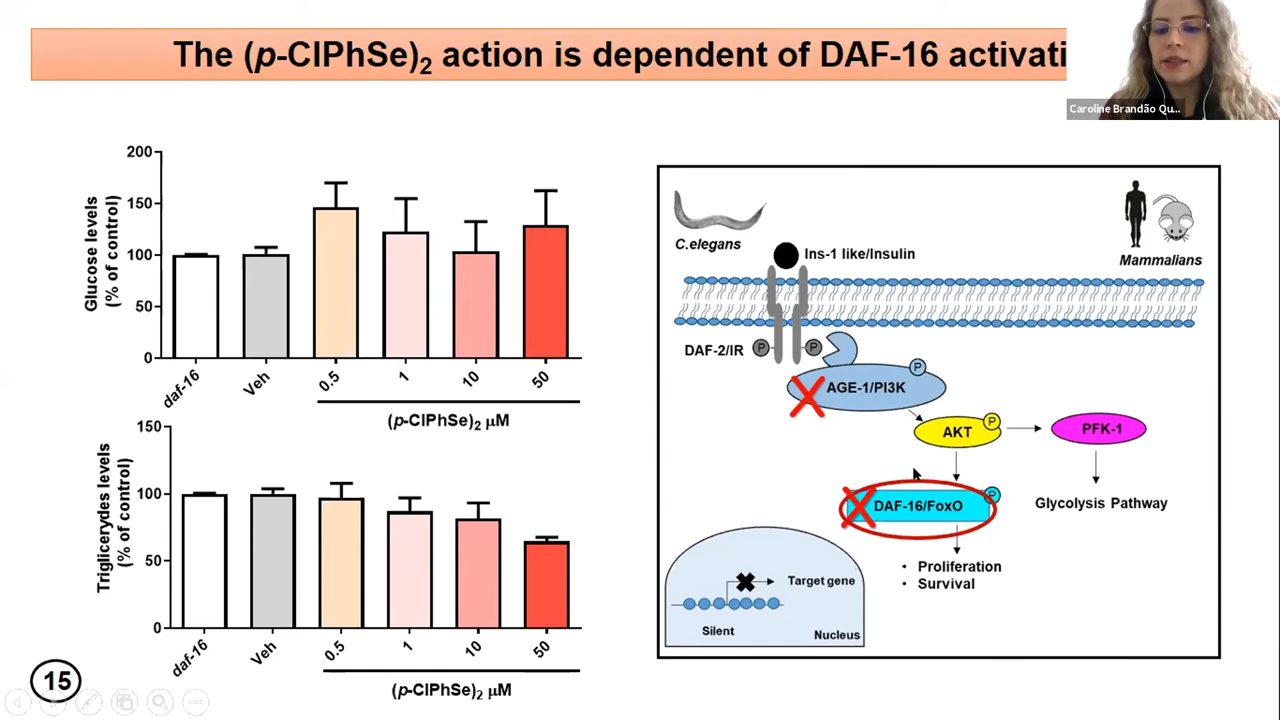 The (p-ClPhSe)2 action is dependent of DAF-16 activati
Caroline Brandão Qu...
200
150
100
50
0
Glucose levels
(% of control)
daf-16
Veh
0.5
1
10
50
(p-ClPhSe)2 µM
150
100
50
0
Triglicerydes levels
(% of control)
daf-16
Veh
0.5
1
10
50
(p-ClPhSe)2 µM
15
C.elegans
Mammalians
Ins-1 like/Insulin
DAF-2/IR
P
P
P
AGE-1/PI3K
P
AKT
PFK-1
P
DAF-16/FoxO
Glycolysis Pathway
• Proliferation
• Survival
Target gene
Silent
Nucleus